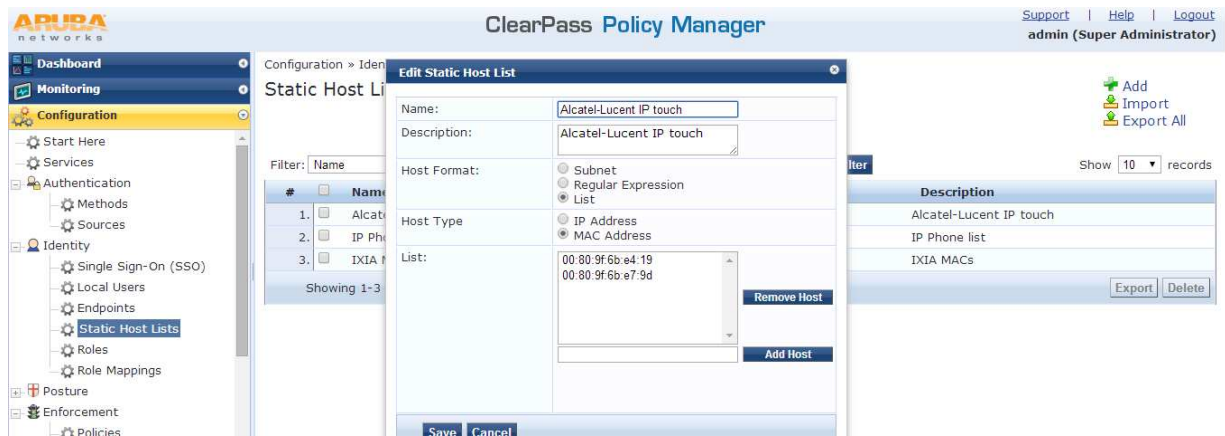 ARUBA
networks
ClearPass Policy Manager
Support | Help | Logout
admin (Super Administrator)
Dashboard
Monitoring
Configuration
Start Here
Services
Authentication
Methods
Sources
Identity
Single Sign-On (SSO)
Local Users
Endpoints
Static Host Lists
Roles
Role Mappings
Posture
Enforcement
Policies
Configuration » Iden
Static Host Li
Add
Import
Export All
Filter: Name
lter
Show 10 records
# Name Description
1. Alcate Alcatel-Lucent IP touch
2. IP Pho IP Phone list
3. IXIA M IXIA MACs
Showing 1-3
Export Delete
Edit Static Host List
Name: Alcatel-Lucent IP touch
Description: Alcatel-Lucent IP touch
Host Format: Subnet
Regular Expression
List
Host Type IP Address
MAC Address
List: 00:80:9f:6b:e4:19
00:80:9f:6b:e7:9d
Remove Host
Add Host
Save Cancel